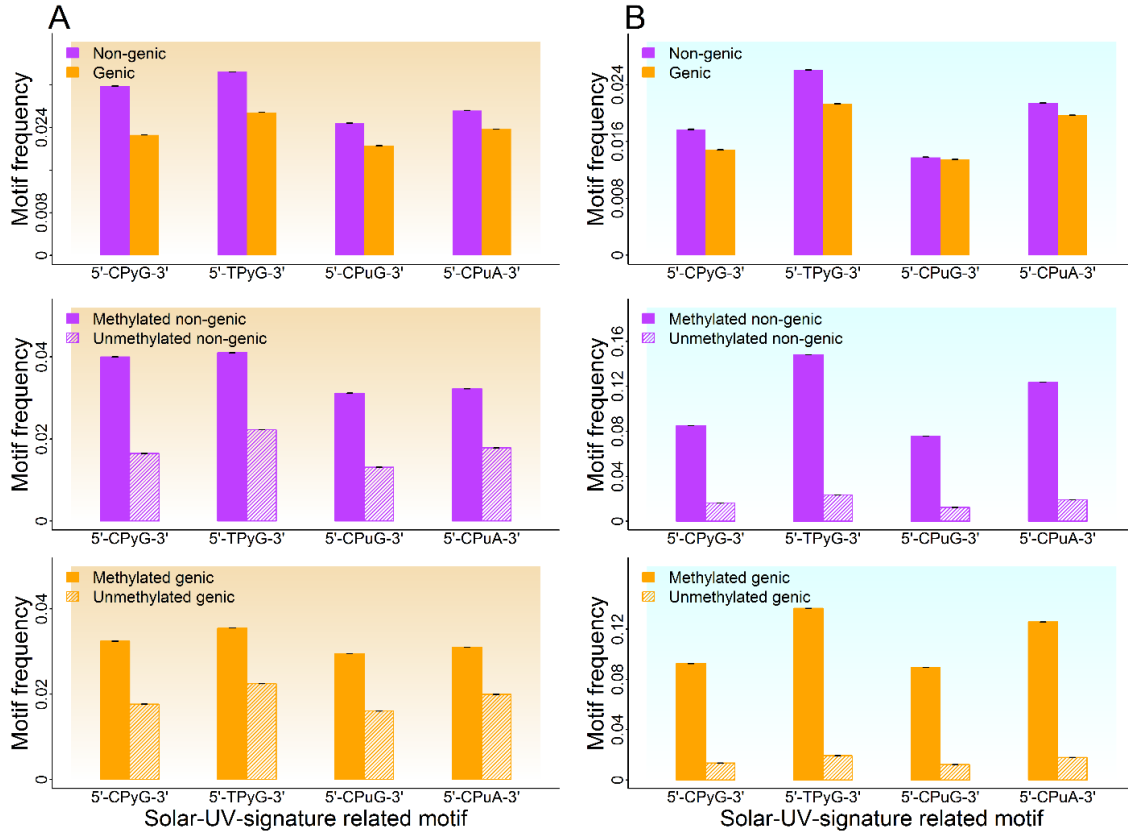 A
Non-genic
Genic
Motif frequency
0.024
0.008
0
5'-CPyG-3' 5'-TPyG-3' 5'-CPuG-3' 5'-CPuA-3'
Methylated non-genic
Unmethylated non-genic
Motif frequency
0.04
0.02
0
5'-CPyG-3' 5'-TPyG-3' 5'-CPuG-3' 5'-CPuA-3'
Methylated genic
Unmethylated genic
Motif frequency
0.04
0.02
0
5'-CPyG-3' 5'-TPyG-3' 5'-CPuG-3' 5'-CPuA-3'
Solar-UV-signature related motif
B
Non-genic
Genic
Motif frequency
0.024
0.016
0.008
0
5'-CPyG-3' 5'-TPyG-3' 5'-CPuG-3' 5'-CPuA-3'
Methylated non-genic
Unmethylated non-genic
Motif frequency
0.16
0.12
0.08
0.04
0
5'-CPyG-3' 5'-TPyG-3' 5'-CPuG-3' 5'-CPuA-3'
Methylated genic
Unmethylated genic
Motif frequency
0.12
0.08
0.04
0
5'-CPyG-3' 5'-TPyG-3' 5'-CPuG-3' 5'-CPuA-3'
Solar-UV-signature related motif